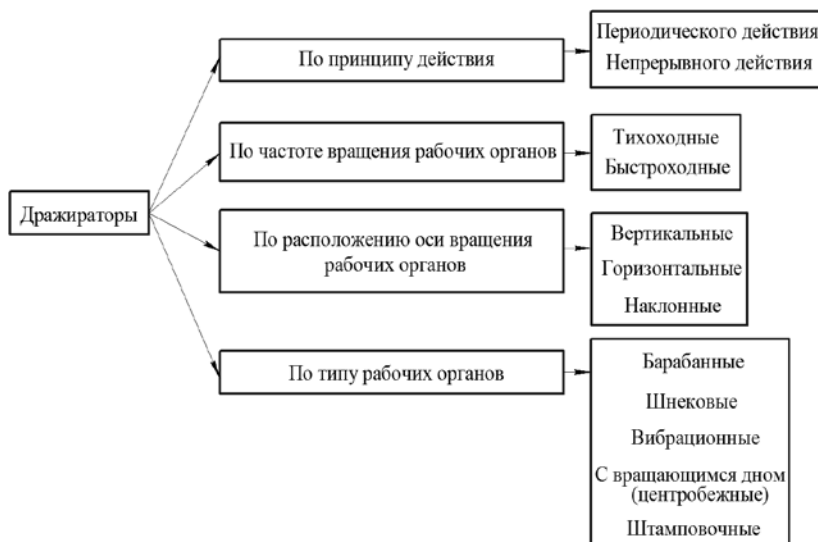 Дражираторы
По принципу действия
Периодического действия
Непрерывного действия
По частоте вращения рабочих органов
Тихоходные
Быстроходные
По расположению оси вращения
рабочих органов
Вертикальные
Горизонтальные
Наклонные
По типу рабочих органов
Барабанные
Шнековые
Вибрационные
С вращающимся дном
(центробежные)
Штамповочные